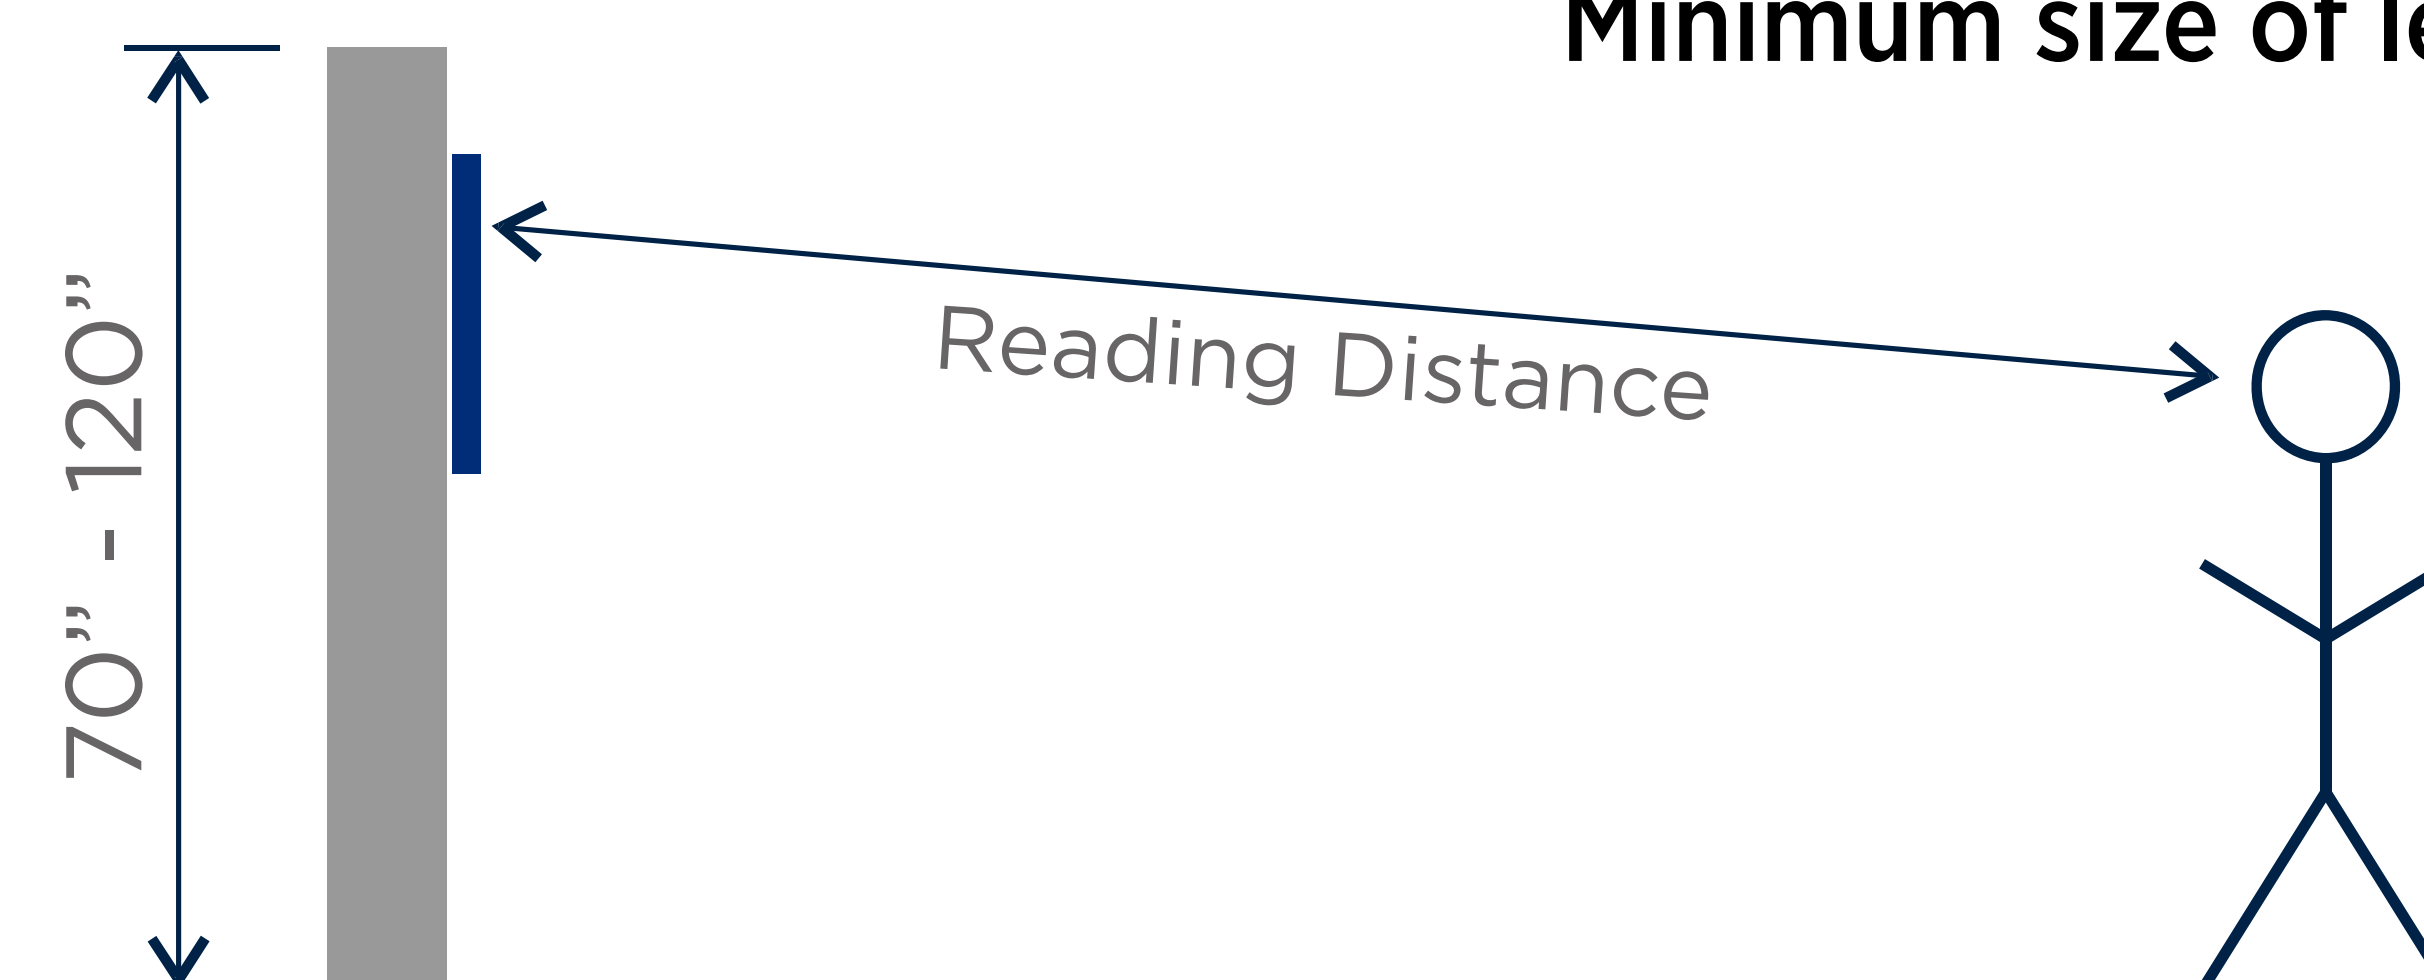 Minimum size of
70” - 120”
Reading Distance